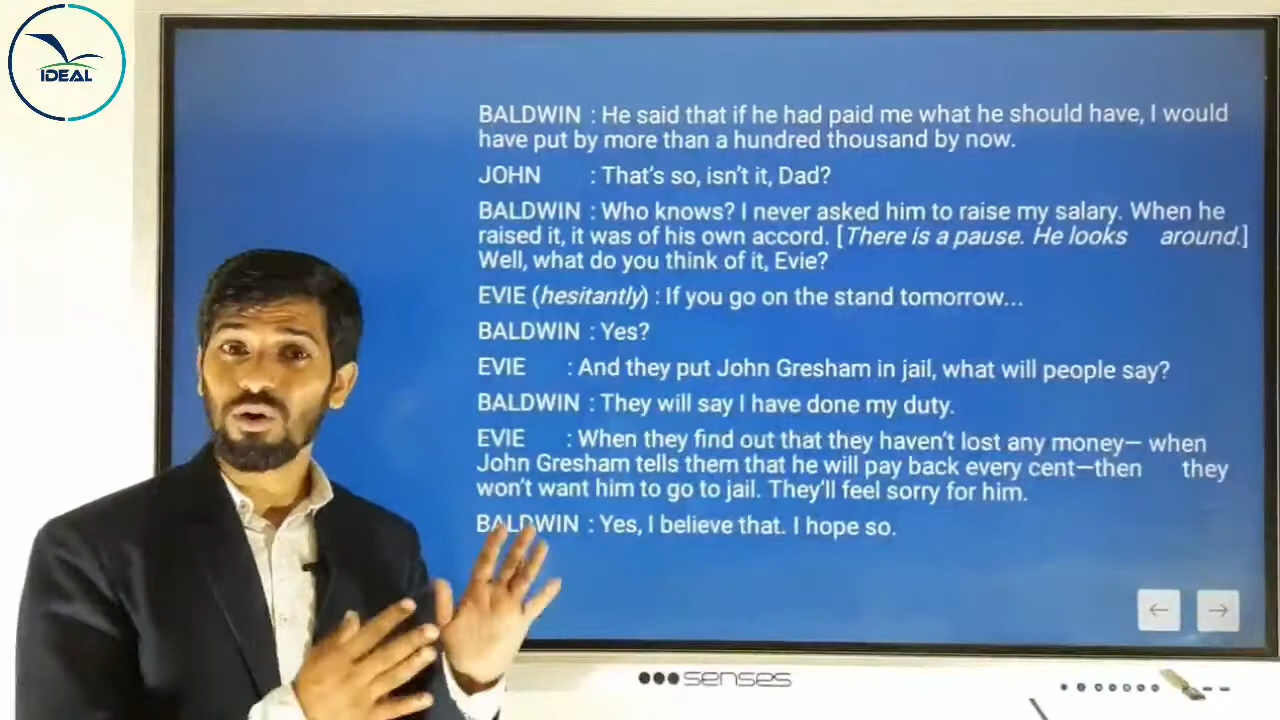 IDEAL
BALDWIN : He said that if he had paid me what he should have, I would
have put by more than a hundred thousand by now.
JOHN : That's so, isn't it, Dad?
BALDWIN : Who knows? I never asked him to raise my salary. When he
raised it, it was of his own accord. [There is a pause. He looks around.]
Well, what do you think of it, Evie?
EVIE (hesitantly) : If you go on the stand tomorrow...
BALDWIN : Yes?
EVIE : And they put John Gresham in jail, what will people say?
BALDWIN : They will say I have done my duty.
EVIE : When they find out that they haven't lost any money— when
John Gresham tells them that he will pay back every cent—then they
won't want him to go to jail. They'll feel sorry for him.
BALDWIN : Yes, I believe that. I hope so.
senses